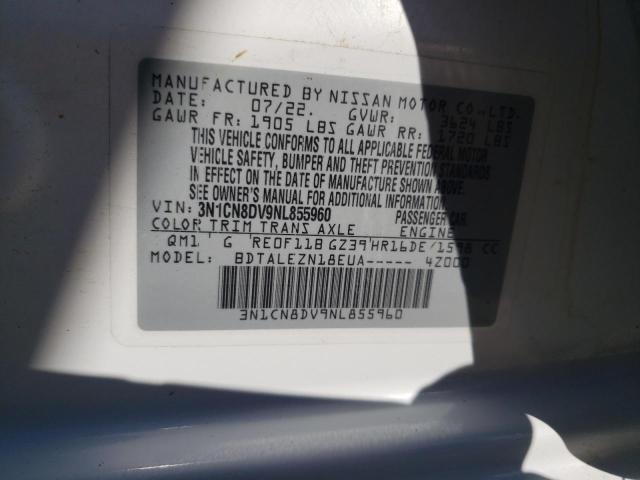 MANUFACTURED BY NISSAN MOTOR CO.,LTD.
DATE: 07/22. GVWR: 3624 LBS
GAWR FR: 1905 LBS GAWR RR: 1720 LBS
THIS VEHICLE CONFORMS TO ALL APPLICABLE FEDERAL MOTOR
VEHICLE SAFETY, BUMPER AND THEFT PREVENTION STANDARDS
IN EFFECT ON THE DATE OF MANUFACTURE SHOWN ABOVE.
SEE OWNER'S MANUAL FOR ADDITIONAL INFORMATION.
VIN: 3N1CN8DV9NL855960 PASSENGER CAR.
COLOR TRIM TRANS AXLE ENGINE
QM1 G RE0F11B GZ39 HR16DE/1598 CC
MODEL: BDTALEZN18EUA----- 4Z000
3N1CN8DV9NL855960